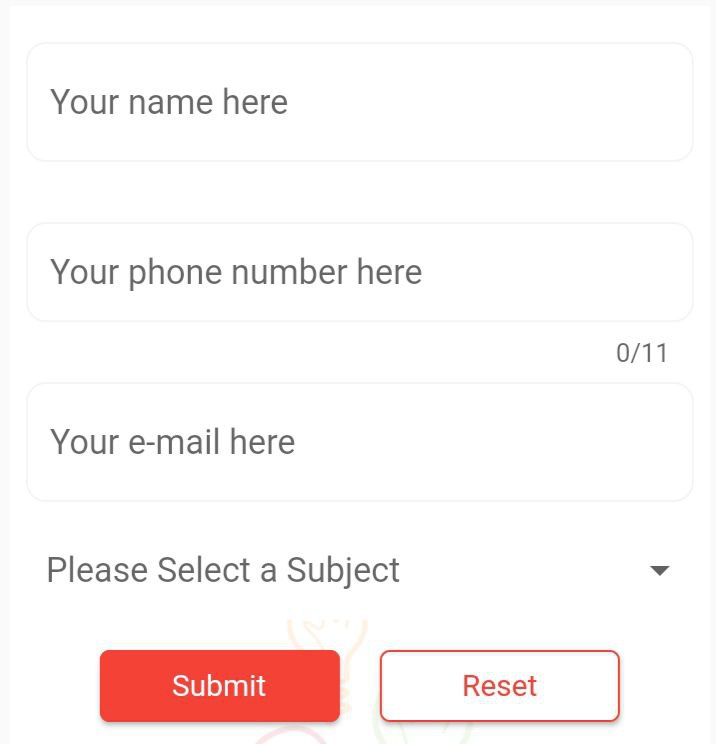 Your name here
Your phone number here
0/11
Your e-mail here
Please Select a Subject
Submit
Reset